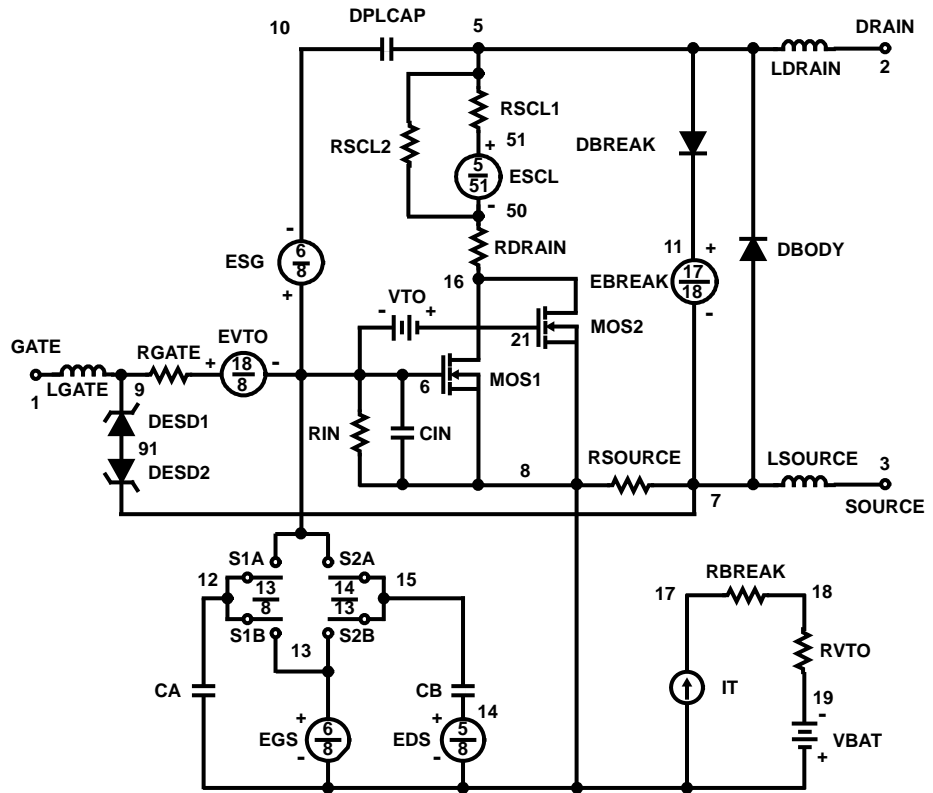 DPLCAP
10
5
DRAIN
LDRAIN
2
RSCL1
RSCL2
51
+
5
51
ESCL
DBREAK
-
50
-
RDRAIN
ESG
6
8
+
16
11
+
17
18
EBREAK
-
DBODY
VTO
-
+
21
MOS2
GATE
RGATE
EVTO
+
18
8
-
LGATE
1
9
6
MOS1
DESD1
91
DESD2
RIN
CIN
8
RSOURCE
7
LSOURCE
3
SOURCE
S1A
S2A
12
13
8
14
13
15
S1B
S2B
13
CA
CB
14
+
6
8
EGS
-
+
5
8
EDS
-
17
RBREAK
18
RVTO
IT
19
-
VBAT
+